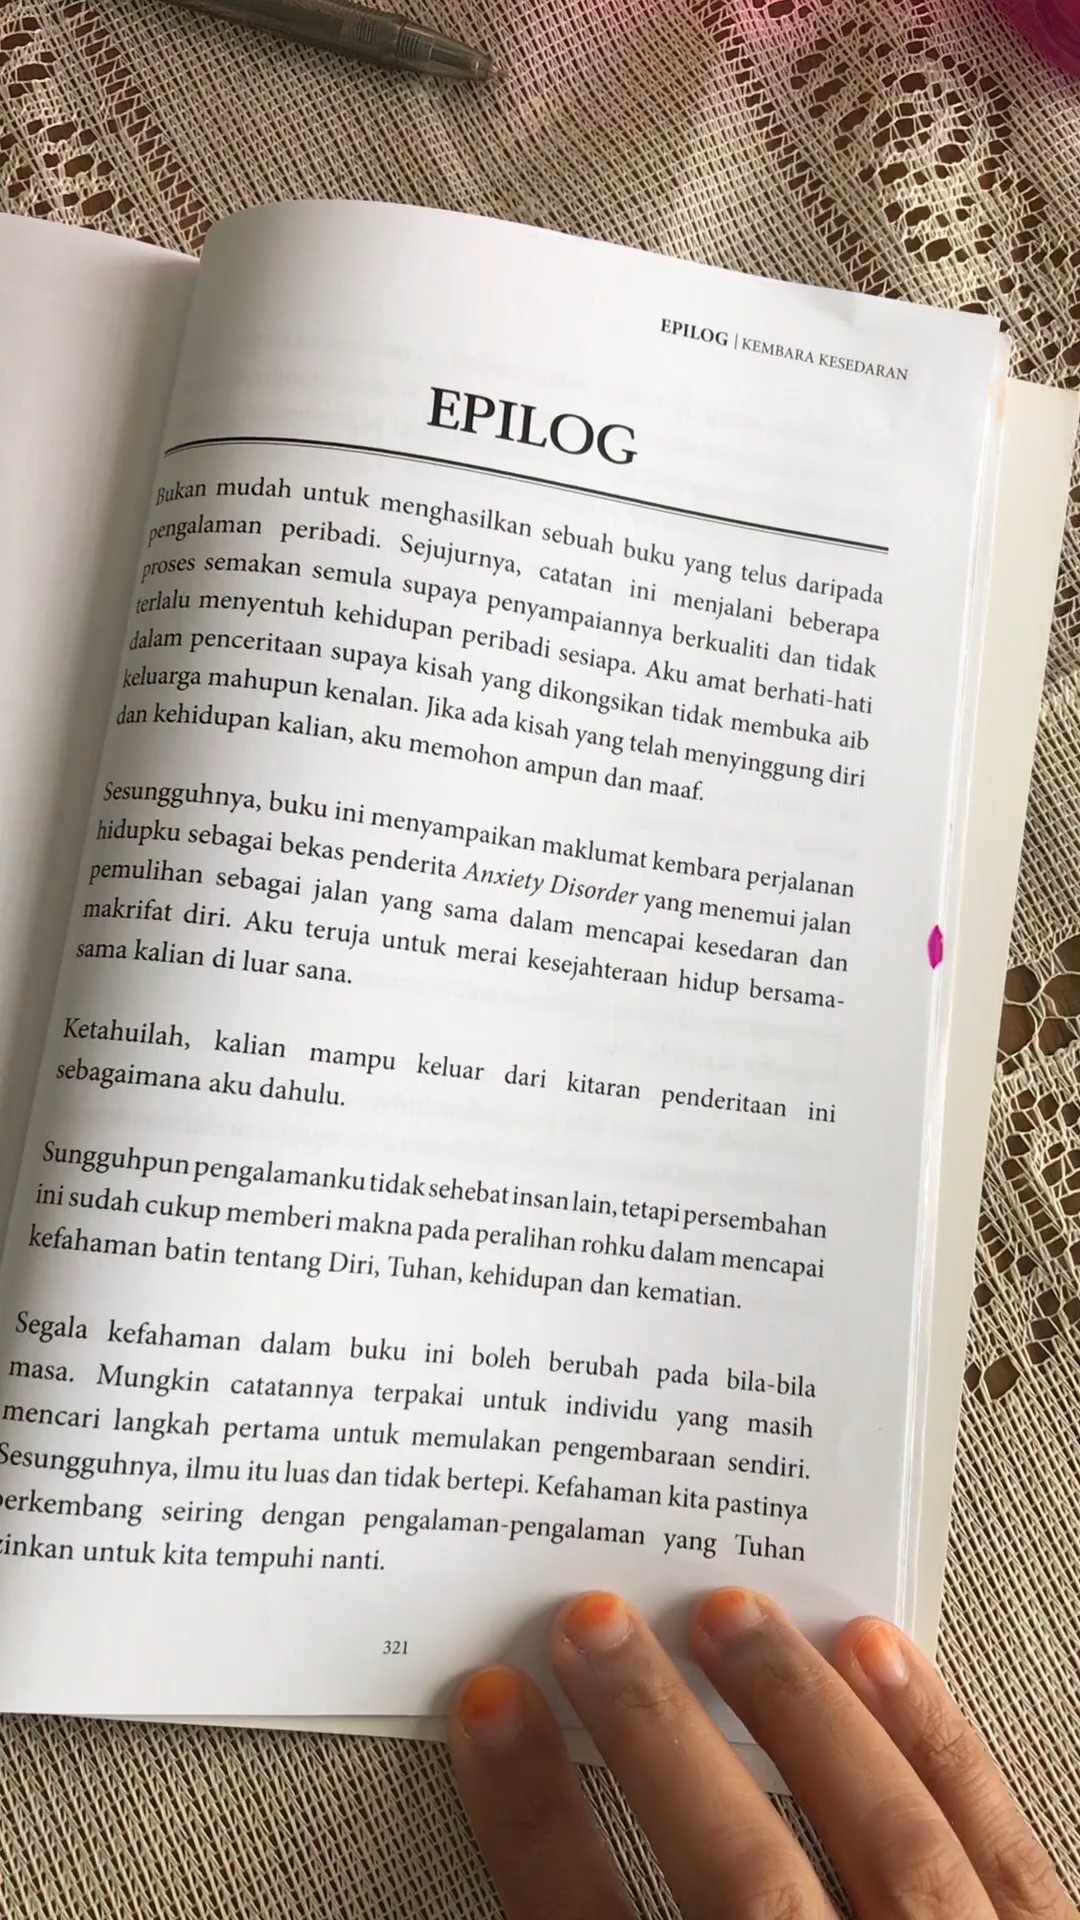 EPILOG | KEMBARA KESEDARAN
EPILOG
Bukan mudah untuk menghasilkan sebuah buku yang telus daripada
pengalaman peribadi. Sejujurnya, catatan ini menjalani beberapa
proses semakan semula supaya penyampaiannya berkualiti dan tidak
terlalu menyentuh kehidupan peribadi sesiapa. Aku amat berhati-hati
dalam penceritaan supaya kisah yang dikongsikan tidak membuka aib
keluarga mahupun kenalan. Jika ada kisah yang telah menyinggung diri
dan kehidupan kalian, aku memohon ampun dan maaf.
Sesungguhnya, buku ini menyampaikan maklumat kembara perjalanan
hidupku sebagai bekas penderita Anxiety Disorder yang menemui jalan
pemulihan sebagai jalan yang sama dalam mencapai kesedaran dan
makrifat diri. Aku teruja untuk merai kesejahteraan hidup bersama-
sama kalian di luar sana.
Ketahuilah, kalian mampu keluar dari kitaran penderitaan ini
sebagaimana aku dahulu.
Sungguhpun pengalamanku tidak sehebat insan lain, tetapi persembahan
ini sudah cukup memberi makna pada peralihan rohku dalam mencapai
kefahaman batin tentang Diri, Tuhan, kehidupan dan kematian.
Segala kefahaman dalam buku ini boleh berubah pada bila-bila
masa. Mungkin catatannya terpakai untuk individu yang masih
mencari langkah pertama untuk memulakan pengembaraan sendiri.
Sesungguhnya, ilmu itu luas dan tidak bertepi. Kefahaman kita pastinya
berkembang seiring dengan pengalaman-pengalaman yang Tuhan
zinkan untuk kita tempuhi nanti.
321